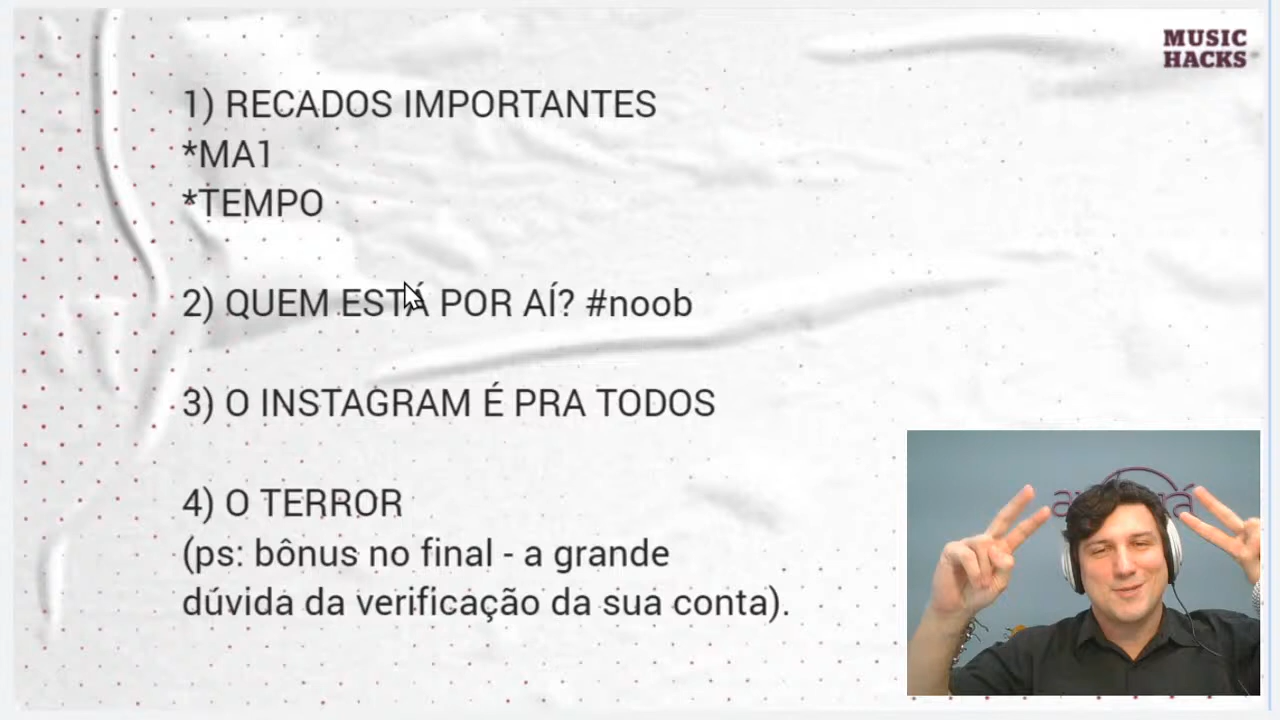 MUSIC
HACKS
1) RECADOS IMPORTANTES
*MA1
*TEMPO
2) QUEM ESTÁ POR AÍ? #noob
3) O INSTAGRAM É PRA TODOS
4) O TERROR
(ps: bônus no final - a grande
dúvida da verificação da sua conta).